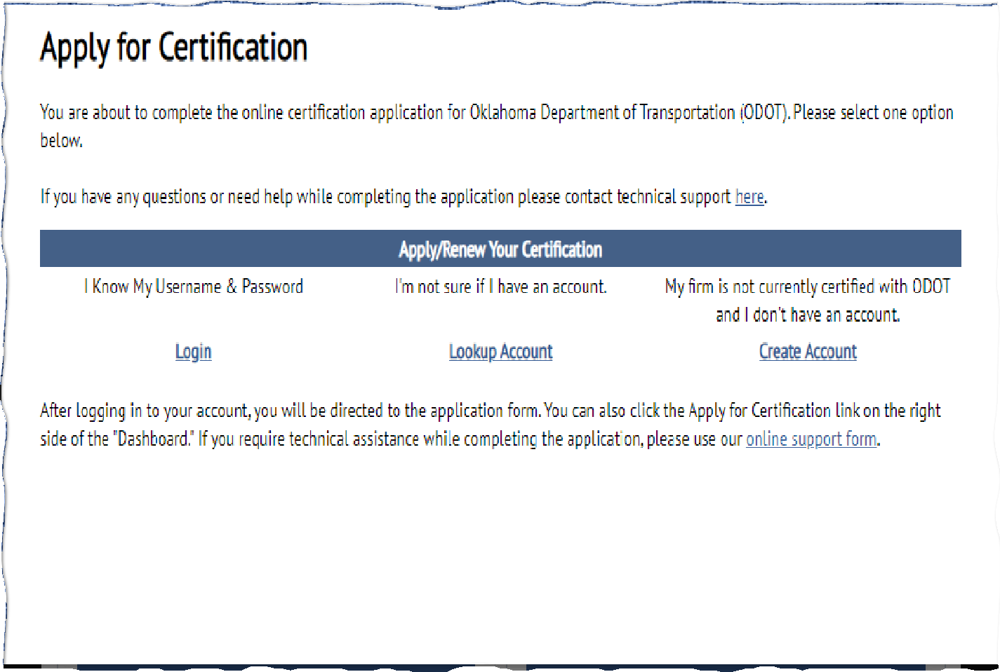 Apply for Certification
You are about to complete the online certification application for Oklahoma Department of Transportation (ODOT). Please select one option
below.
If you have any questions or need help while completing the application please contact technical support here.
Apply/Renew Your Certification
I Know My Username & Password
I'm not sure if I have an account.
My firm is not currently certified with ODOT
and I don't have an account.
Login
Lookup Account
Create Account
After logging in to your account, you will be directed to the application form. You can also click the Apply for Certification link on the right
side of the "Dashboard." If you require technical assistance while completing the application, please use our online support form.